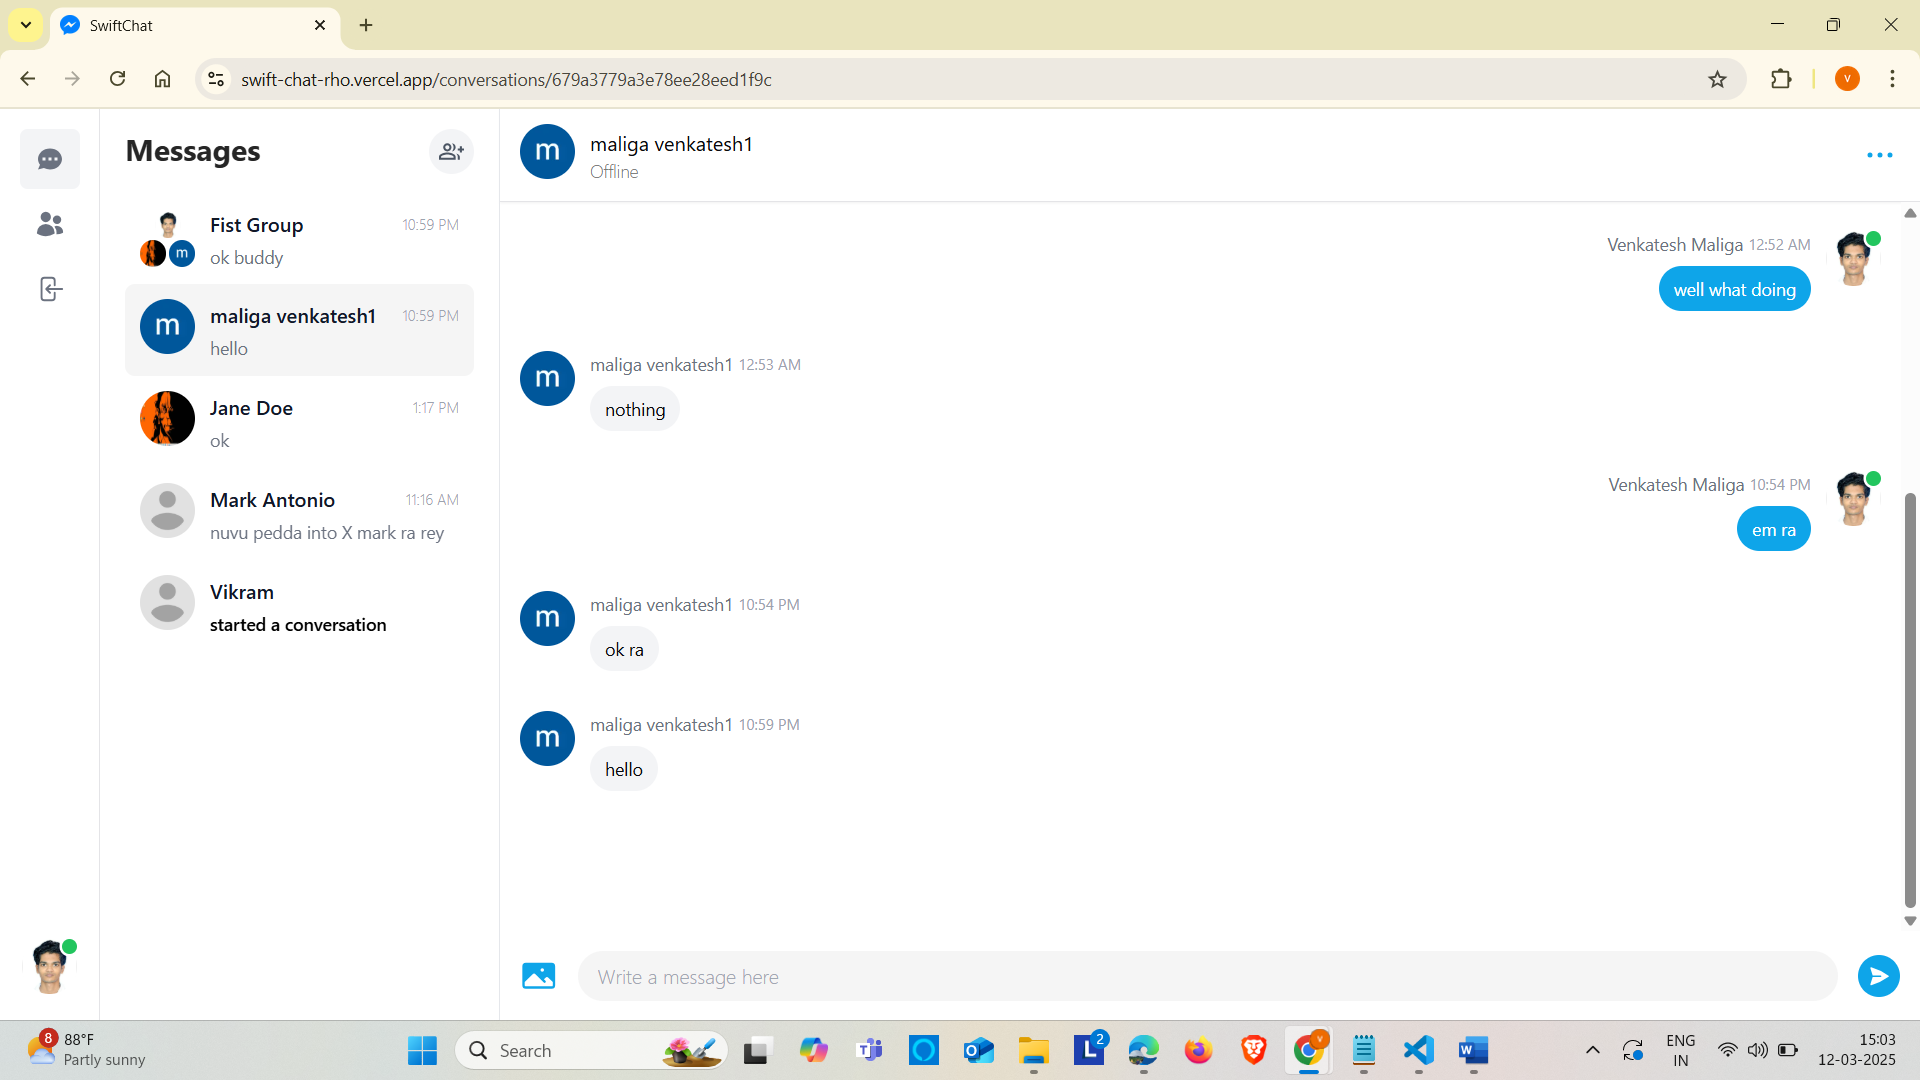 SwiftChat
swift-chat-rho.vercel.app/conversations/679a3779a3e78ee28eed1f9c
V
Messages
Fist Group 10:59 PM
m
ok buddy
m
maliga venkatesh1 10:59 PM
hello
Jane Doe 1:17 PM
ok
Mark Antonio 11:16 AM
nuvu pedda into X mark ra rey
Vikram
started a conversation
m
maliga venkatesh1
Offline
Venkatesh Maliga 12:52 AM
well what doing
m
maliga venkatesh1 12:53 AM
nothing
Venkatesh Maliga 10:54 PM
em ra
m
maliga venkatesh1 10:54 PM
ok ra
m
maliga venkatesh1 10:59 PM
hello
Write a message here
8
88°F
Partly sunny
Search
T
O
L
2
V
W
ENG
IN
15:03
12-03-2025